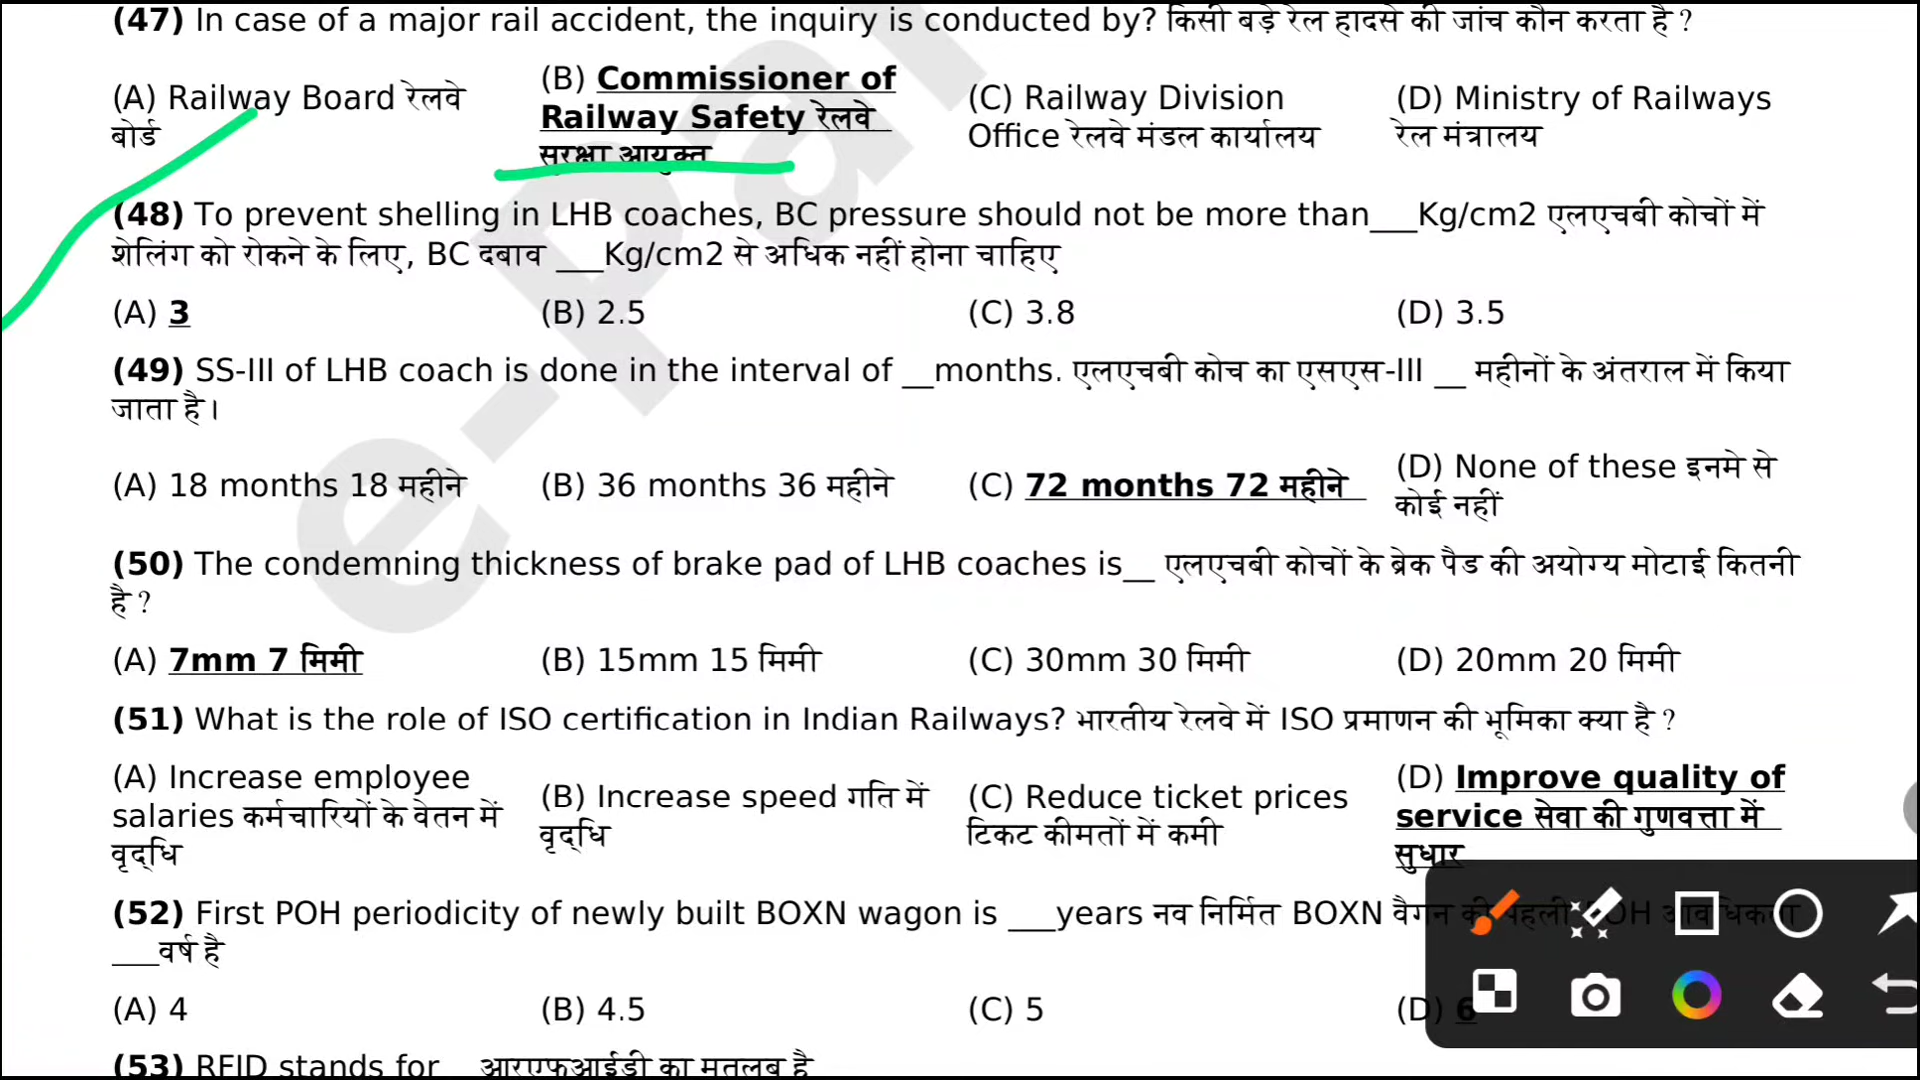 (47) In case of a major rail accident, the inquiry is conducted by? किसी बड़े रेल हादसे की जांच कौन करता है ?
(A) Railway Board रेलवे
बोर्ड
(B) Commissioner of
Railway Safety रेलवे
सुरक्षा आयुक्त
(C) Railway Division
Office रेलवे मंडल कार्यालय
(D) Ministry of Railways
रेल मंत्रालय
(48) To prevent shelling in LHB coaches, BC pressure should not be more than___Kg/cm2 एलएचबी कोचों में
शेलिंग को रोकने के लिए, BC दबाव ___Kg/cm2 से अधिक नहीं होना चाहिए
(A) 3
(B) 2.5
(C) 3.8
(D) 3.5
(49) SS-III of LHB coach is done in the interval of __months. एलएचबी कोच का एसएस-III __ महीनों के अंतराल में किया
जाता है।
(A) 18 months 18 महीने
(B) 36 months 36 महीने
(C) 72 months 72 महीने
(D) None of these इनमे से
कोई नहीं
(50) The condemning thickness of brake pad of LHB coaches is__ एलएचबी कोचों के ब्रेक पैड की अयोग्य मोटाई कितनी
है ?
(A) 7mm 7 मिमी
(B) 15mm 15 मिमी
(C) 30mm 30 मिमी
(D) 20mm 20 मिमी
(51) What is the role of ISO certification in Indian Railways? भारतीय रेलवे में ISO प्रमाणन की भूमिका क्या है ?
(A) Increase employee
salaries कर्मचारियों के वेतन में
वृद्धि
(B) Increase speed गति में
वृद्धि
(C) Reduce ticket prices
टिकट कीमतों में कमी
(D) Improve quality of
service सेवा की गुणवत्ता में
सुधार
(52) First POH periodicity of newly built BOXN wagon is ___years नव निर्मित BOXN वैगन की पहली POH आवधिकता
___वर्ष है
(A) 4
(B) 4.5
(C) 5
(D) 6
(53) RFID stands for__ आरएफआईडी का मतलब है